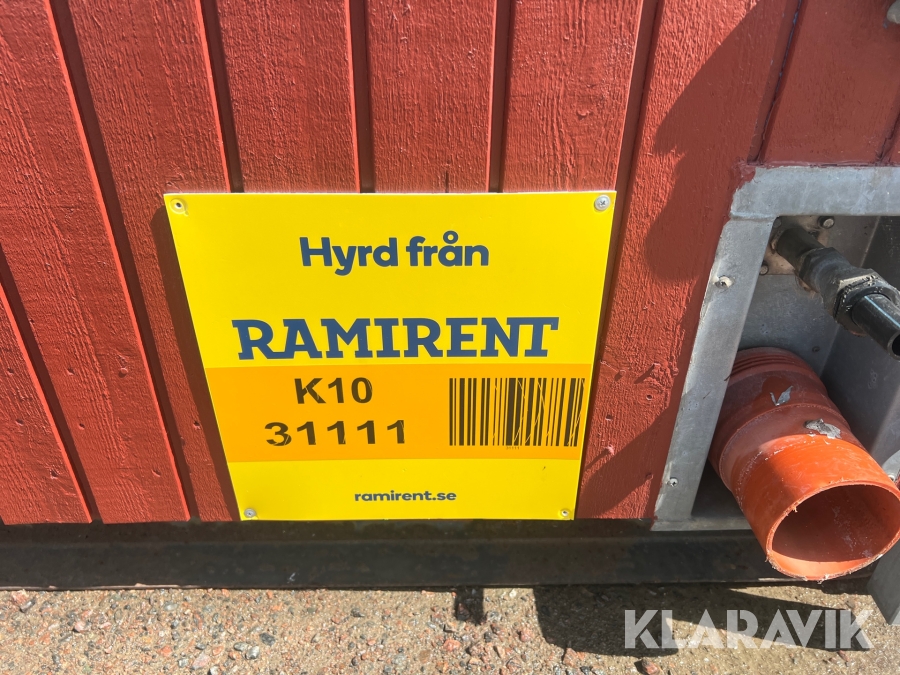 Hyrd från
RAMIRENT
K10
31111
ramirent.se
KLARAVIK